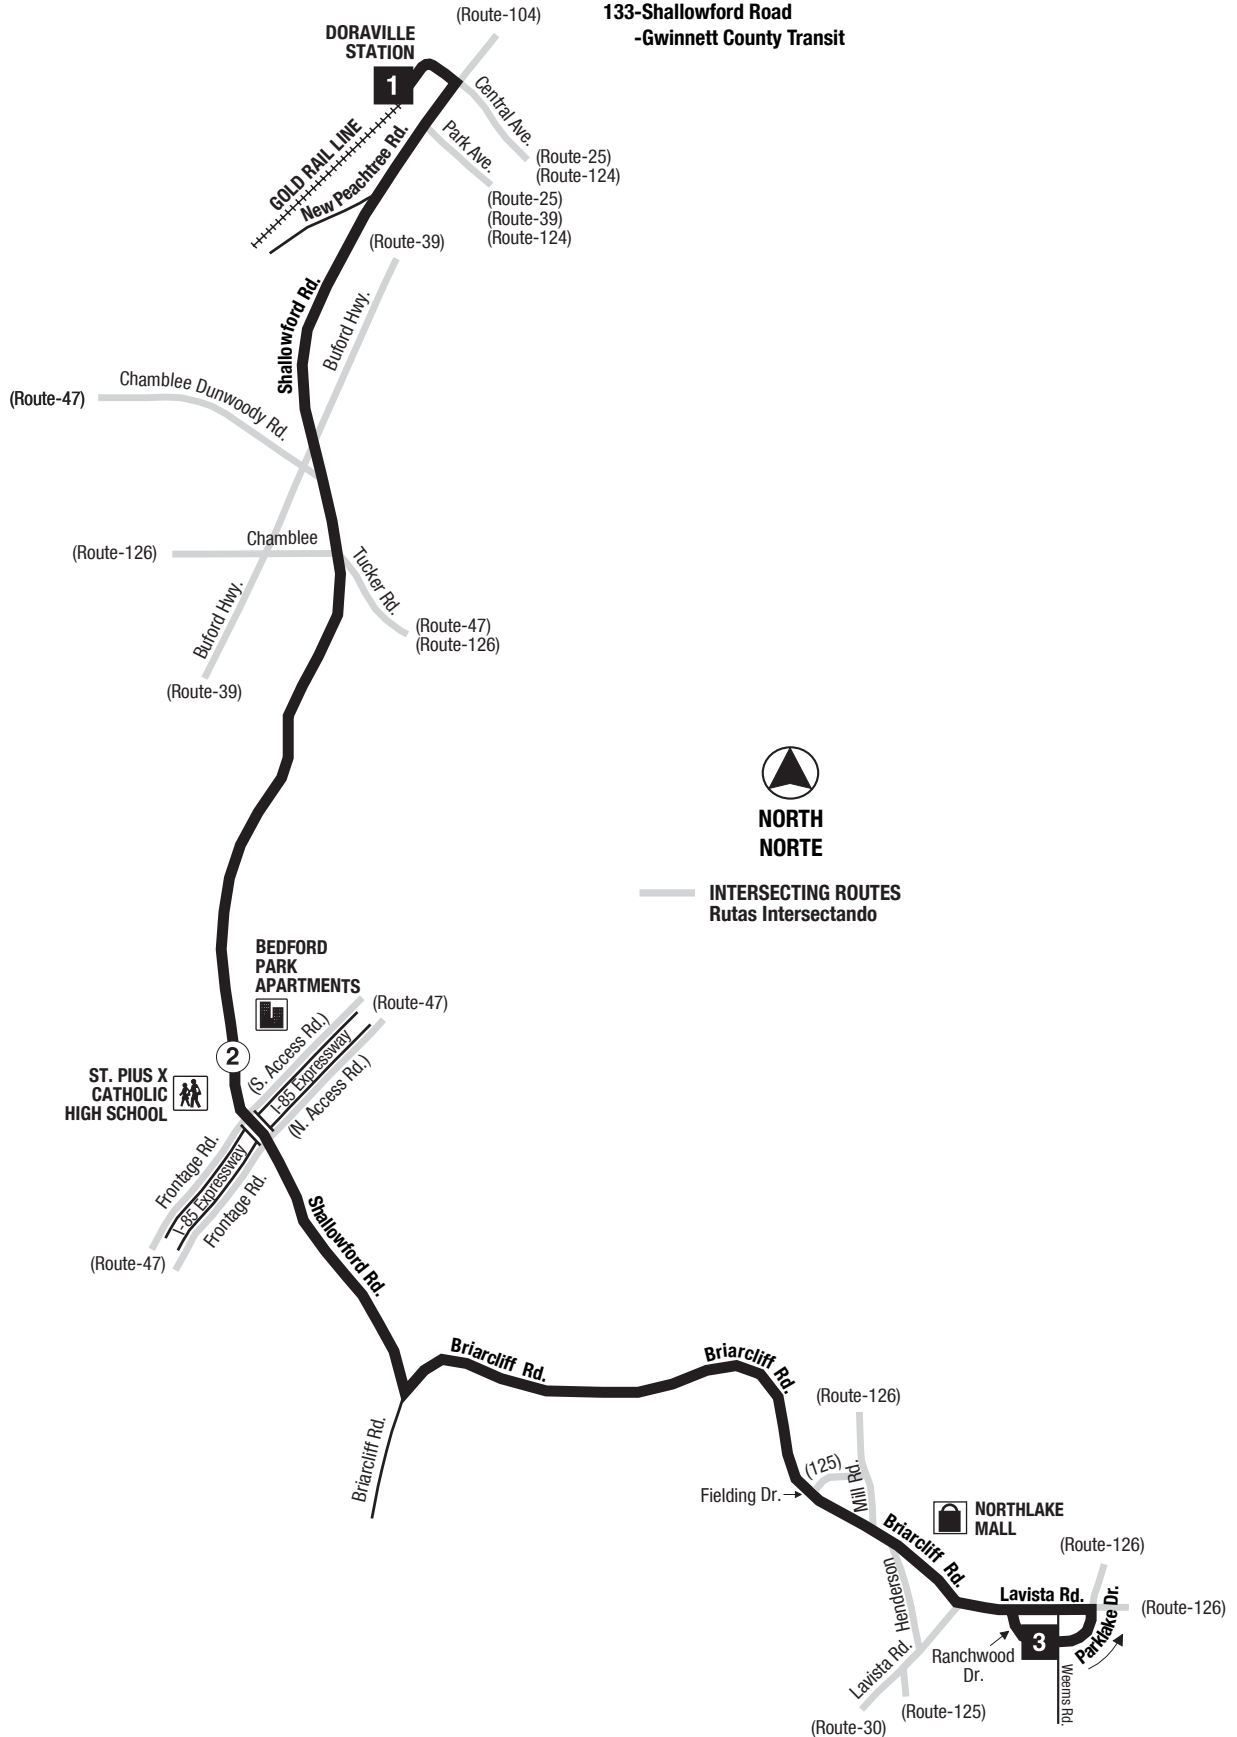 (Route-104)
133-Shallowford Road
-Gwinnett County Transit
DORAVILLE
STATION
1
Central Ave.
Park Ave.
GOLD RAIL LINE
New Peachtree Rd.
(Route-25)
(Route-124)
(Route-25)
(Route-39)
(Route-124)
(Route-39)
Shallowford Rd.
Buford Hwy.
Chamblee Dunwoody Rd.
(Route-47)
Chamblee
(Route-126)
Tucker Rd.
Buford Hwy.
(Route-47)
(Route-126)
(Route-39)
NORTH
NORTE
INTERSECTING ROUTES
Rutas Intersectando
BEDFORD
PARK
APARTMENTS
(Route-47)
2
(S. Access Rd.)
I-85 Expressway
(N. Access Rd.)
ST. PIUS X
CATHOLIC
HIGH SCHOOL
Frontage Rd.
I-85 Expressway
Frontage Rd.
(Route-47)
Shallowford Rd.
Briarcliff Rd.
Briarcliff Rd.
Briarcliff Rd.
(Route-126)
(125)
Mill Rd.
Fielding Dr.
Briarcliff Rd.
NORTHLAKE
MALL
(Route-126)
Henderson
Lavista Rd.
(Route-126)
Parklake Dr.
3
Ranchwood
Dr.
Weems Rd.
Lavista Rd.
(Route-125)
(Route-30)